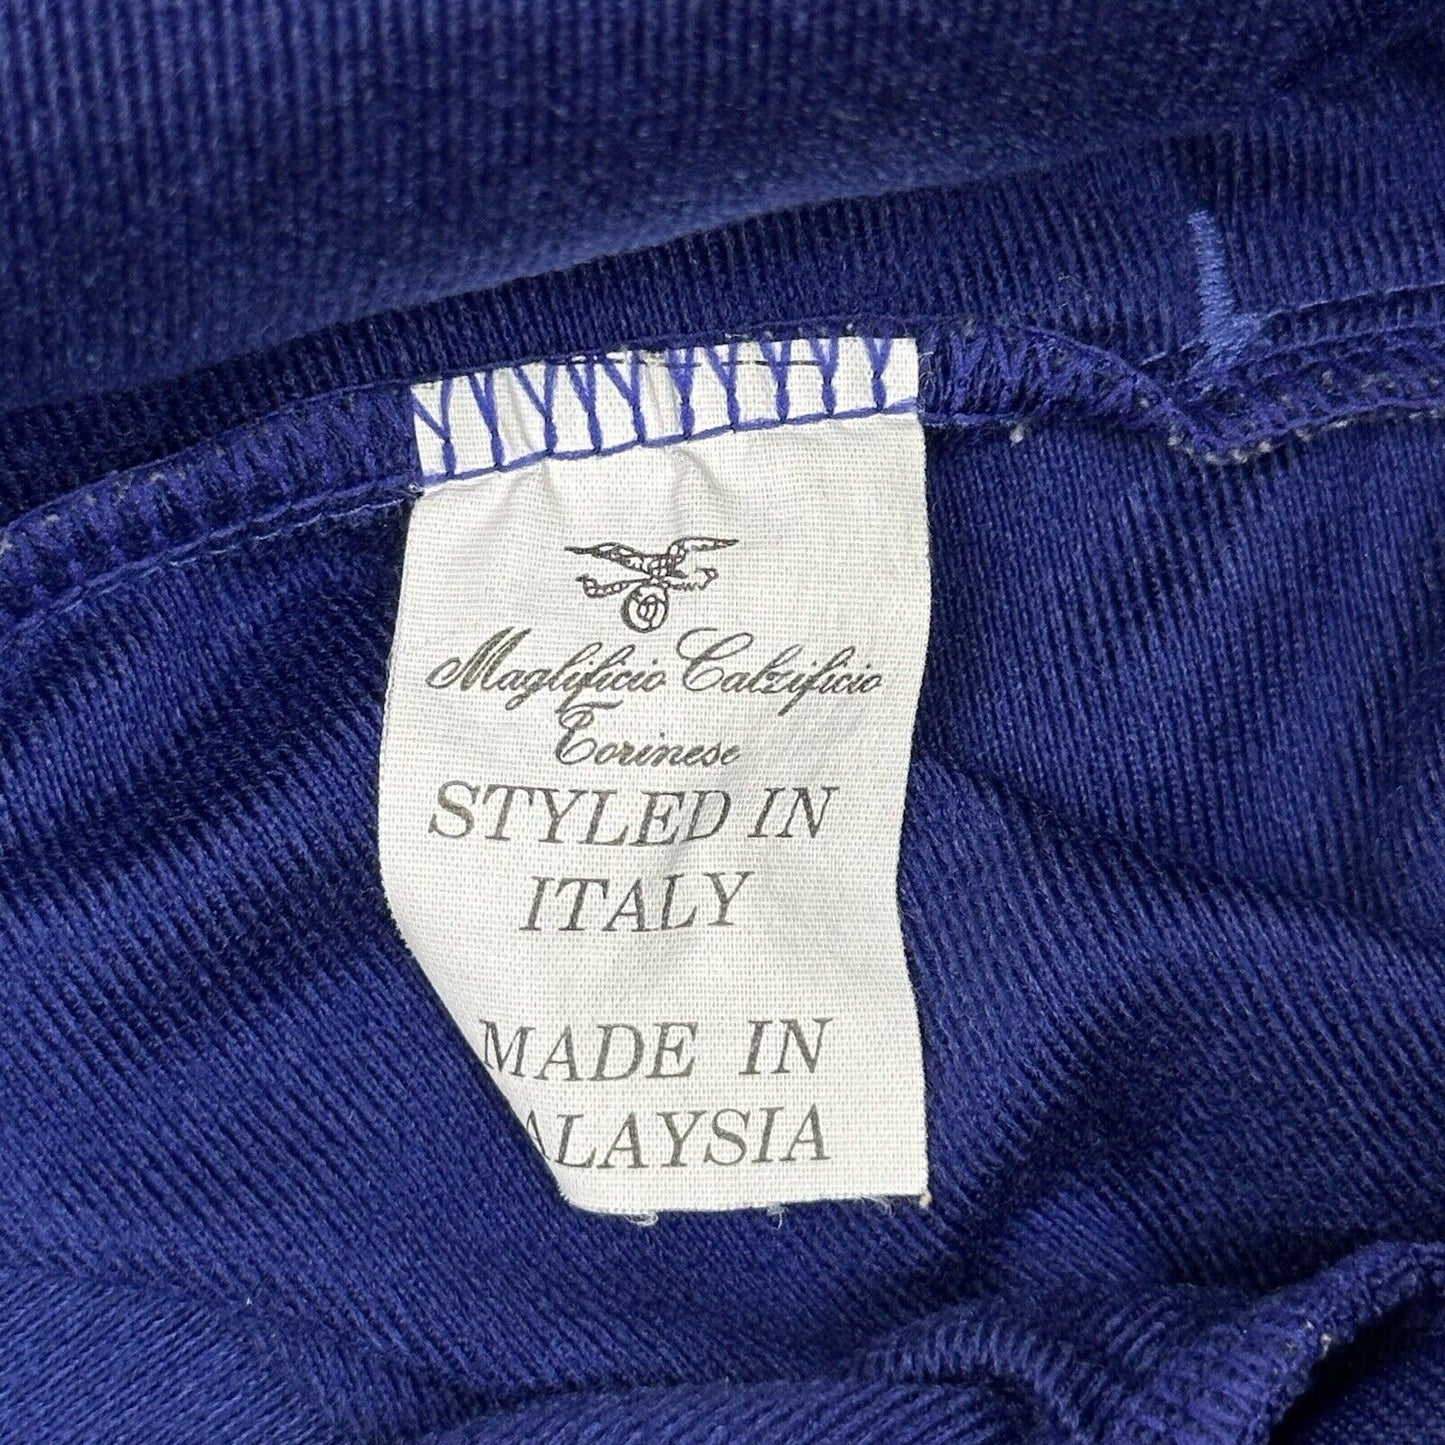 Maglificio Calzificio
Torinese
STYLED IN
ITALY
MADE IN
ALAYSIA